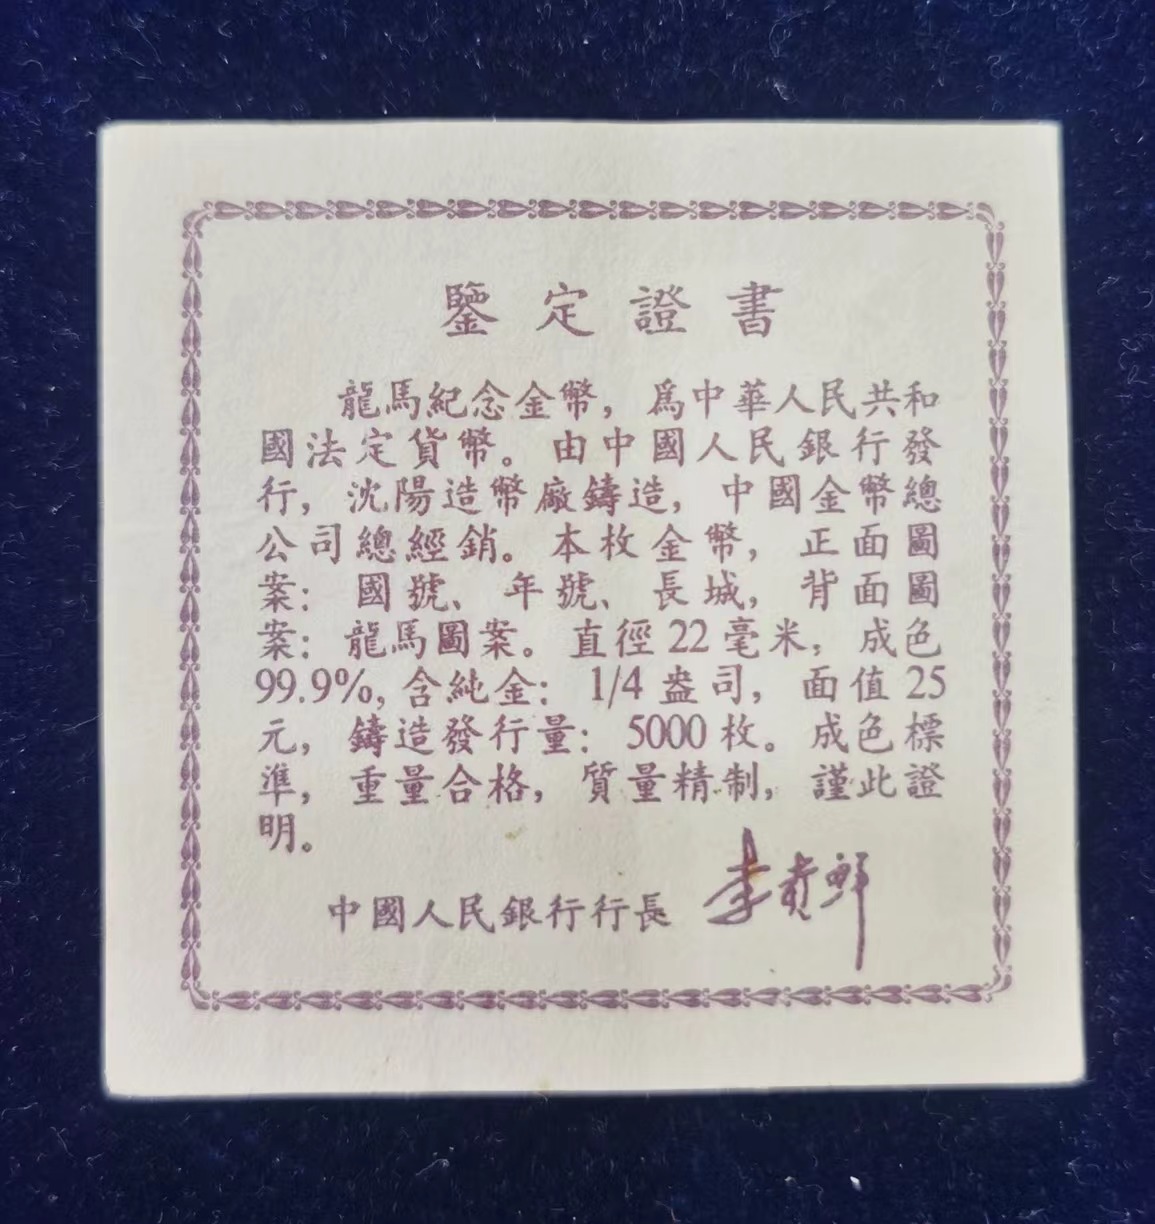 鑒定證書
龍馬紀念金幣，爲中華人民共和
國法定貨幣。由中國人民銀行發
行，沈陽造幣廠鑄造，中國金幣總
公司總經銷。本枚金幣，正面圖
案：國號、年號、長城，背面圖
案：龍馬圖案。直徑22毫米，成色
99.9%，含純金：1/4盎司，面值25
元，鑄造發行量：5000枚。成色標
準，重量合格，質量精制，謹此證
明。
中國人民銀行行長 李贵鲜